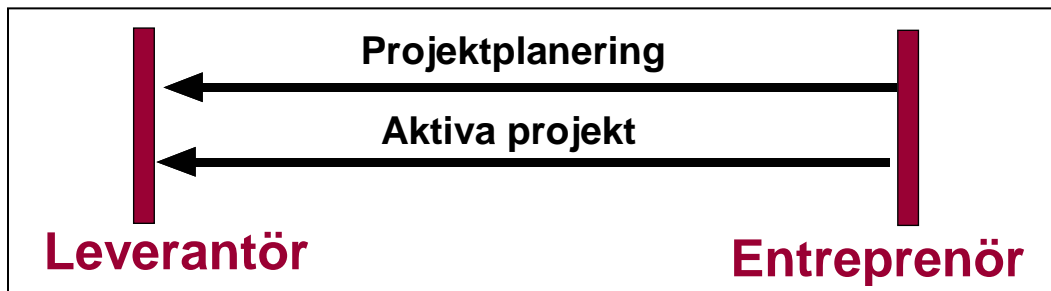 Projektplanering
Aktiva projekt
Leverantör
Entreprenör